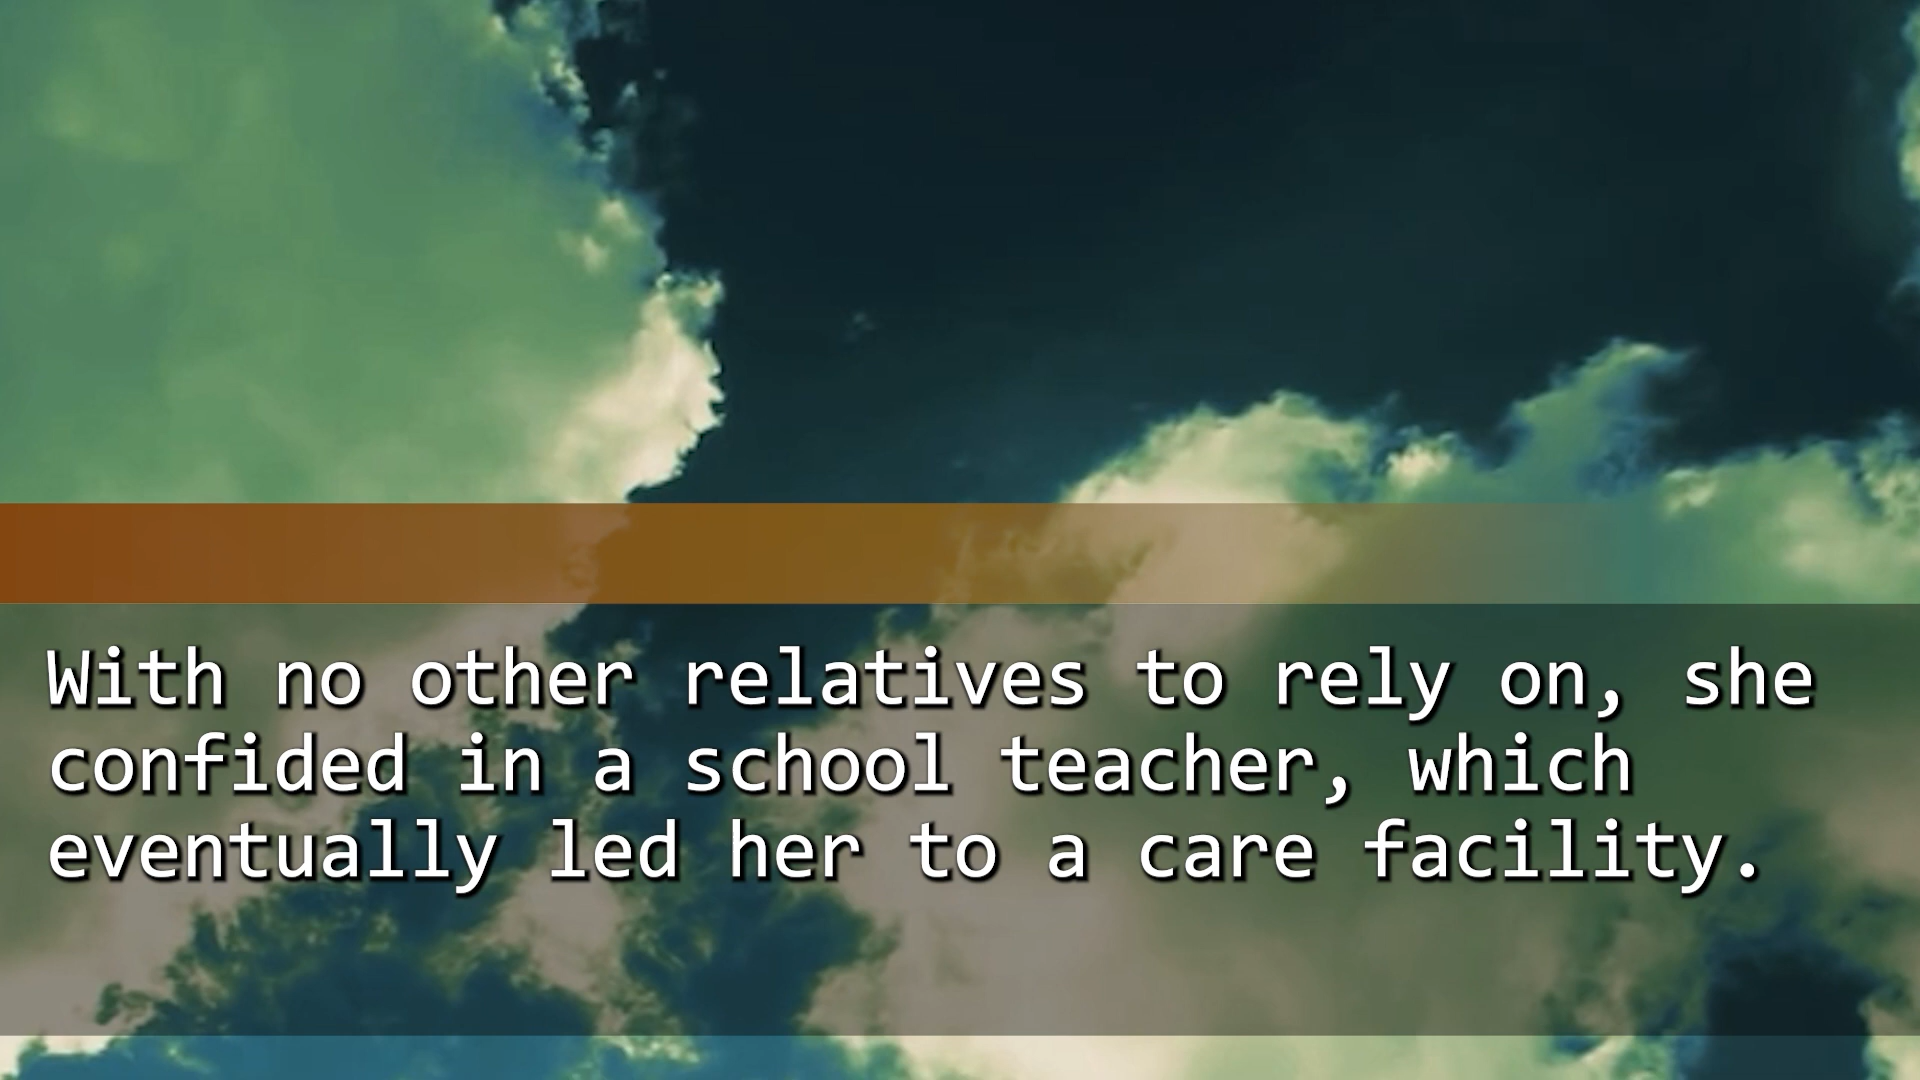 With no other relatives to rely on, she
confided in a school teacher, which
eventually led her to a care facility.